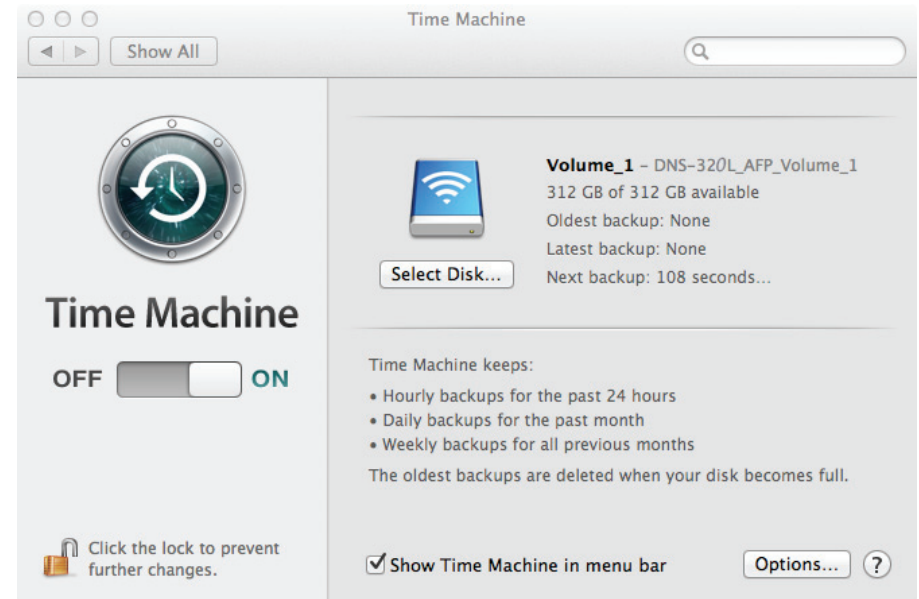 Time Machine
Show All
Time Machine
OFF ON
Click the lock to prevent
further changes.
Select Disk...
Volume_1 – DNS-320L_AFP_Volume_1
312 GB of 312 GB available
Oldest backup: None
Latest backup: None
Next backup: 108 seconds...
Time Machine keeps:
• Hourly backups for the past 24 hours
• Daily backups for the past month
• Weekly backups for all previous months
The oldest backups are deleted when your disk becomes full.
Show Time Machine in menu bar
Options... ?